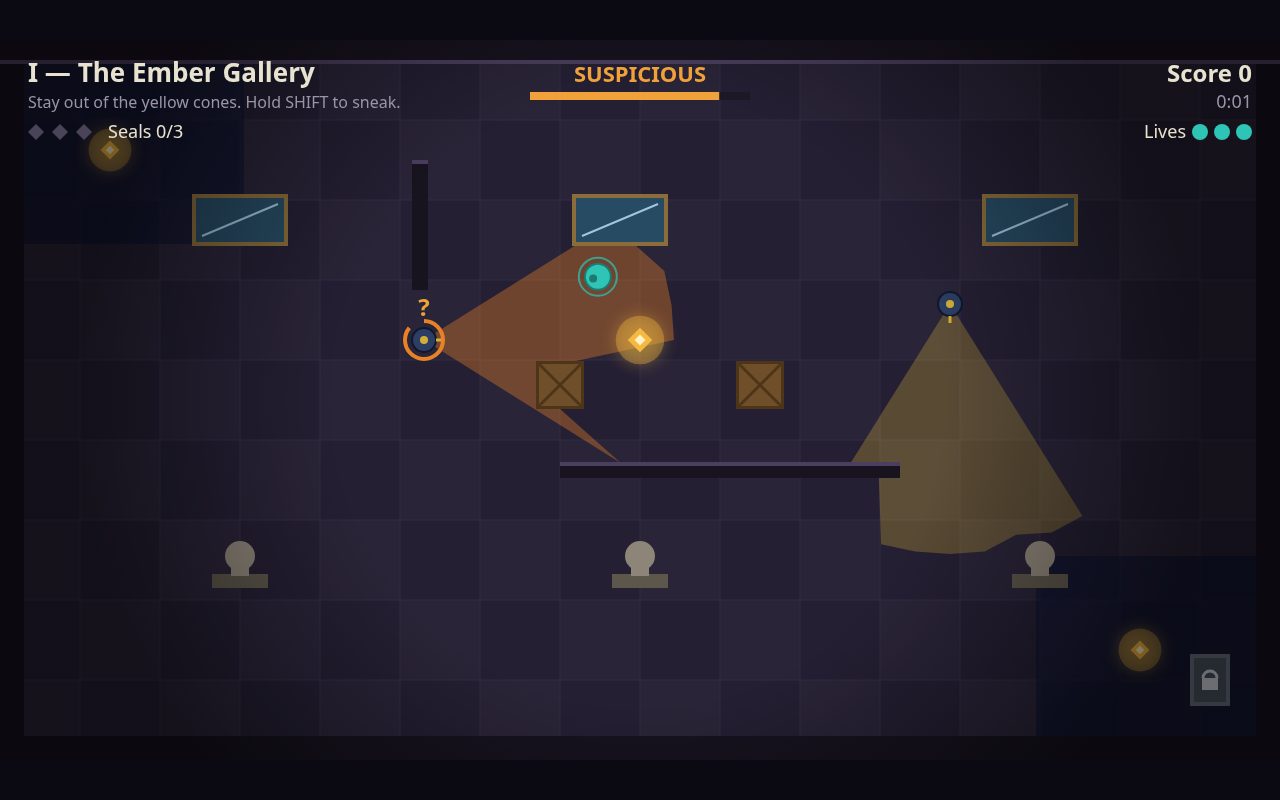 I — The Ember Gallery
Stay out of the yellow cones. Hold SHIFT to sneak.
Seals 0/3
SUSPICIOUS
Score 0
0:01
Lives
?